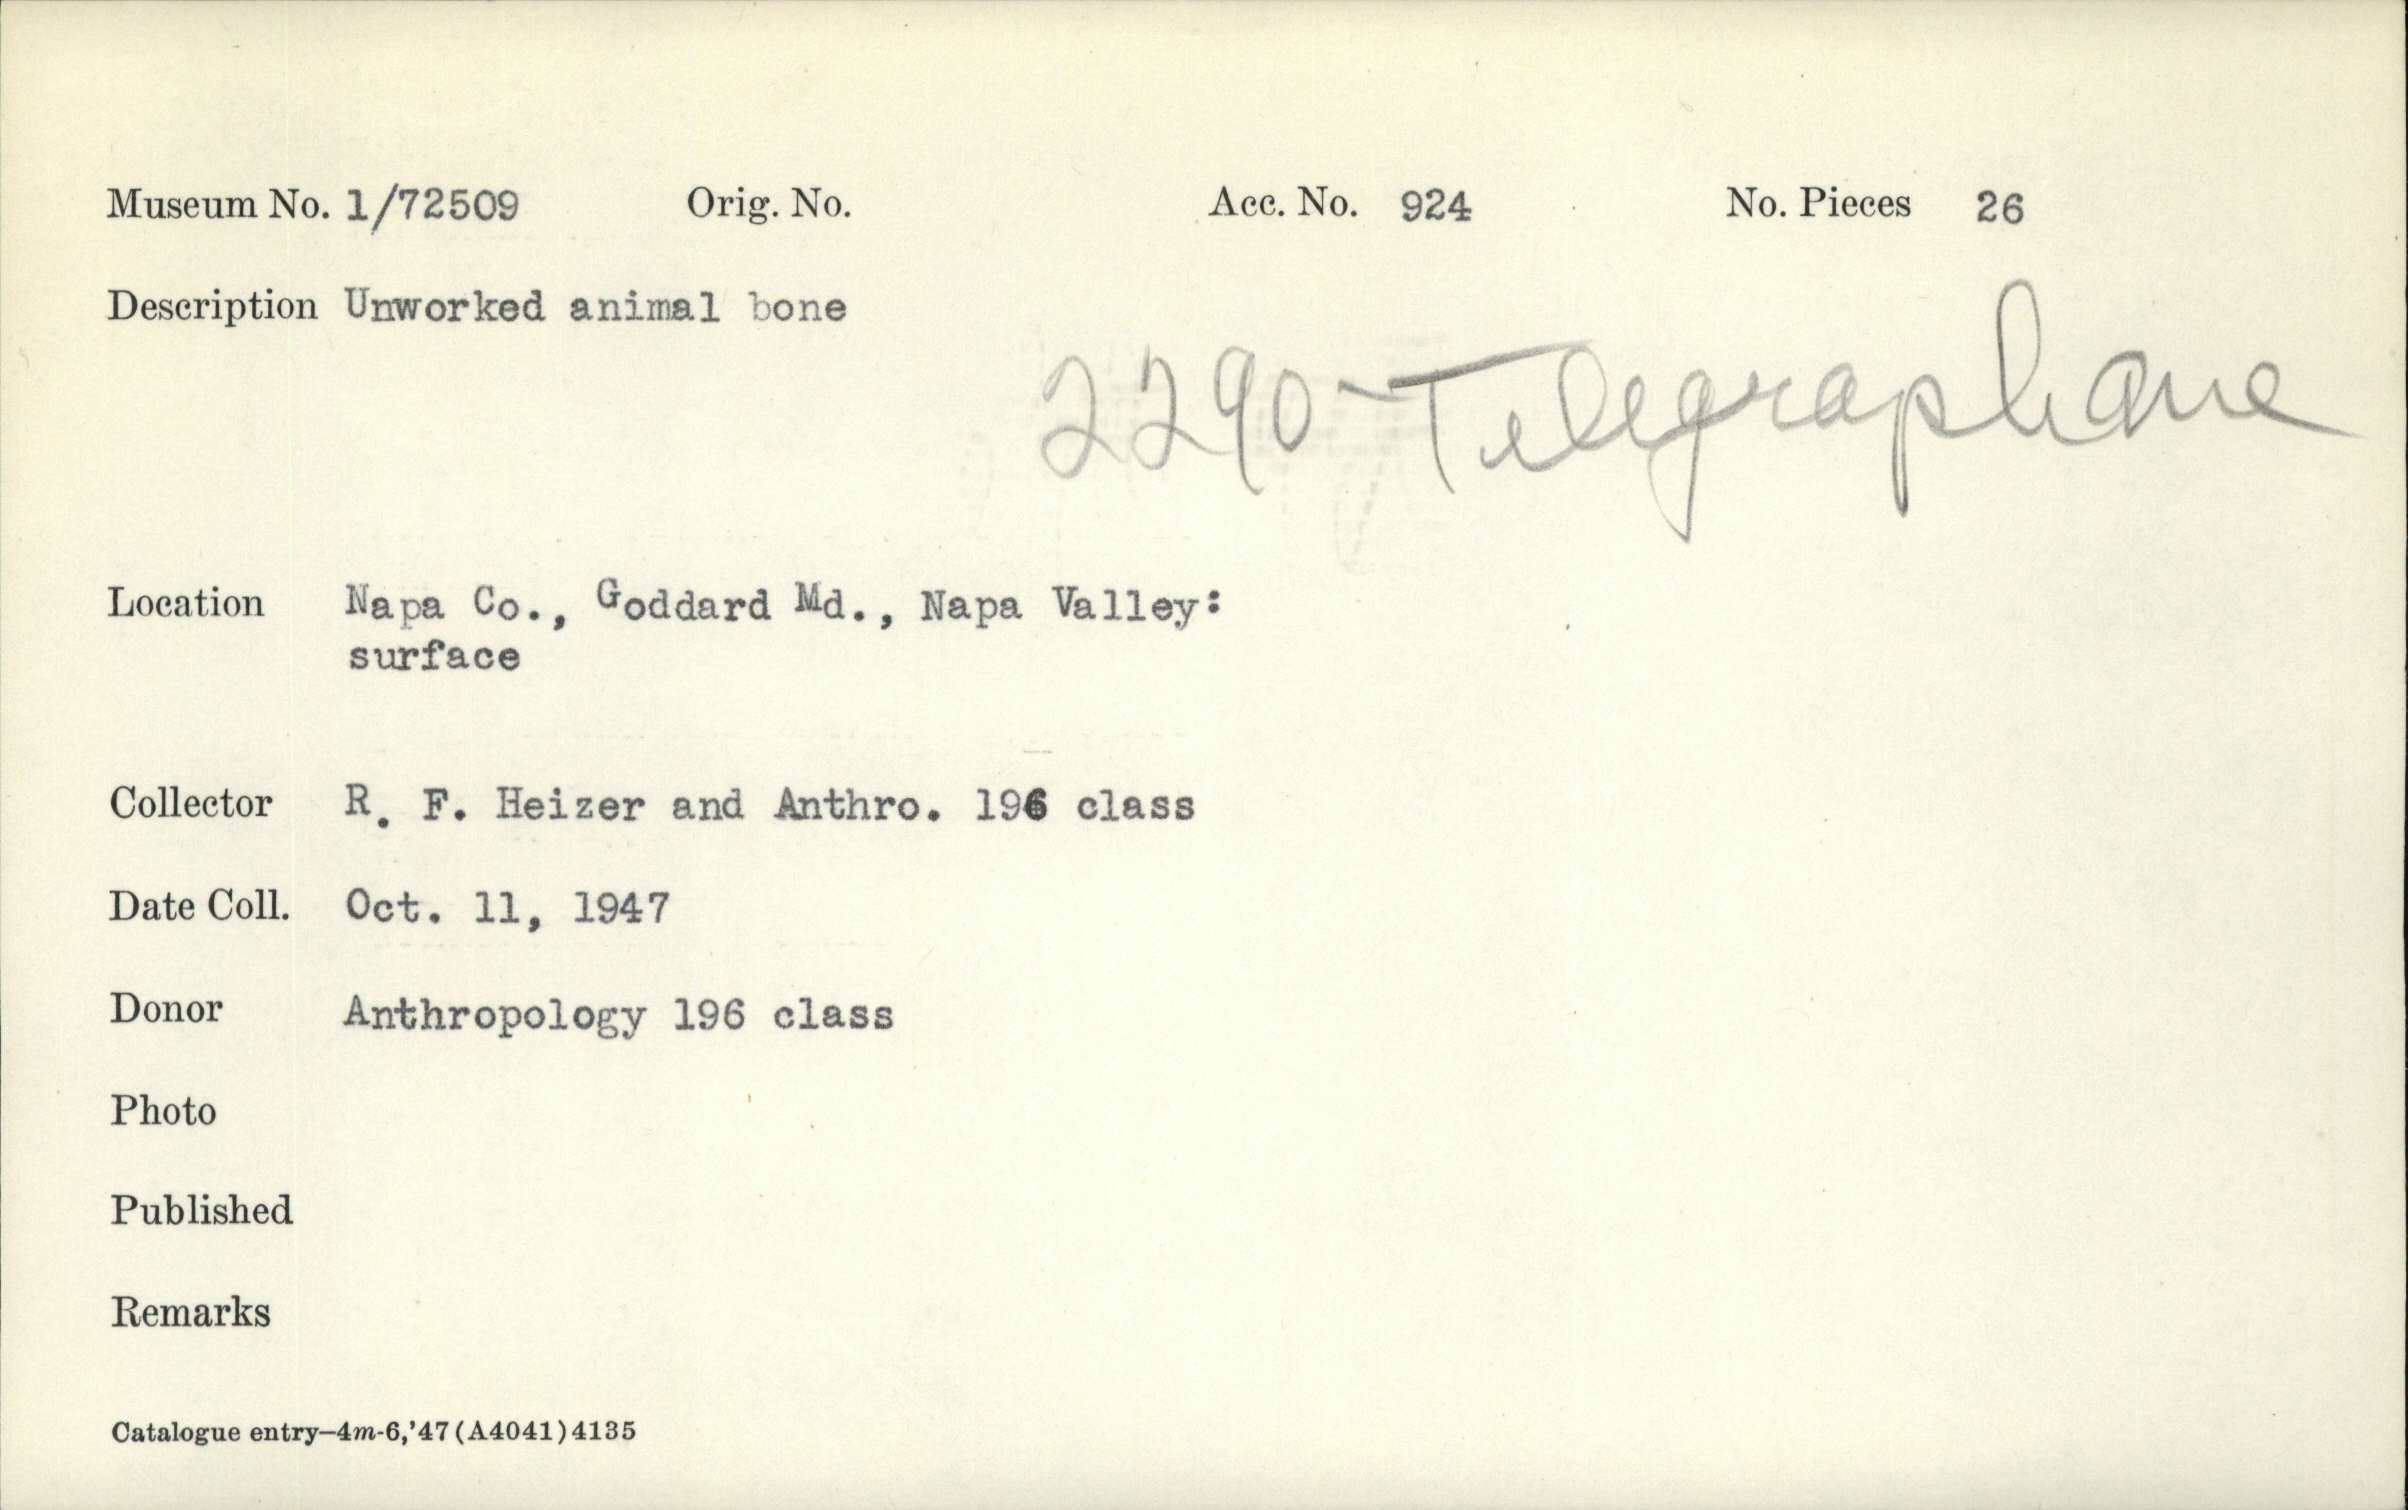 Museum No. 1/72509 Orig. No. Acc. No. 924 No. Pieces 26
Description Unworked animal bone
2290-Telegraph Ave
Location Napa Co., Goddard Md., Napa Valley:
surface
Collector R. F. Heizer and Anthro. 196 class
Date Coll. Oct. 11, 1947
Donor Anthropology 196 class
Photo
Published
Remarks
Catalogue entry—4m-6,'47(A4041)4135